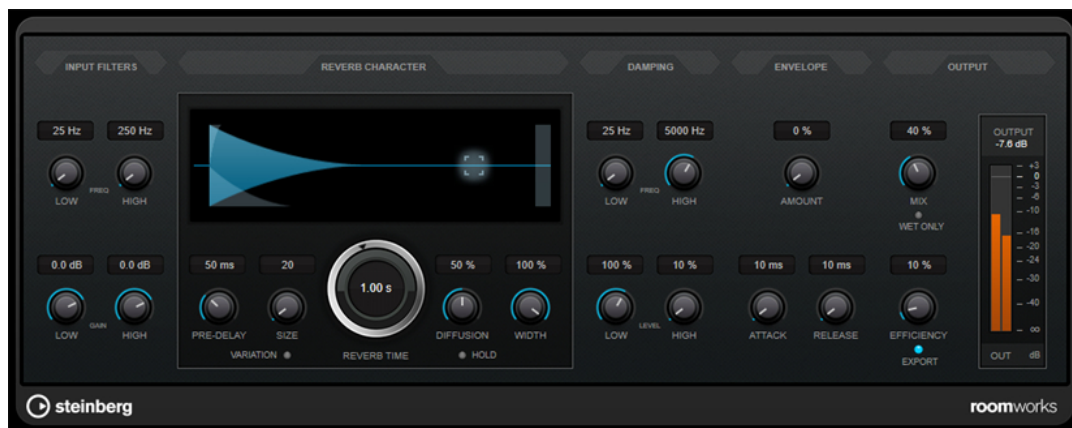 INPUT FILTERS
REVERB CHARACTER
DAMPING
ENVELOPE
OUTPUT
25 Hz
250 Hz
LOW
FREQ
HIGH
0.0 dB
0.0 dB
LOW
GAIN
HIGH
50 ms
20
1.00 s
50 %
100 %
PRE-DELAY
SIZE
DIFFUSION
WIDTH
VARIATION
REVERB TIME
HOLD
25 Hz
5000 Hz
LOW
FREQ
HIGH
100 %
10 %
LOW
LEVEL
HIGH
0 %
AMOUNT
10 ms
10 ms
ATTACK
RELEASE
40 %
MIX
WET ONLY
10 %
EFFICIENCY
EXPORT
OUTPUT
-7.6 dB
+3
0
-3
-6
-10
-16
-20
-24
-30
-40
∞
OUT dB
steinberg
roomworks